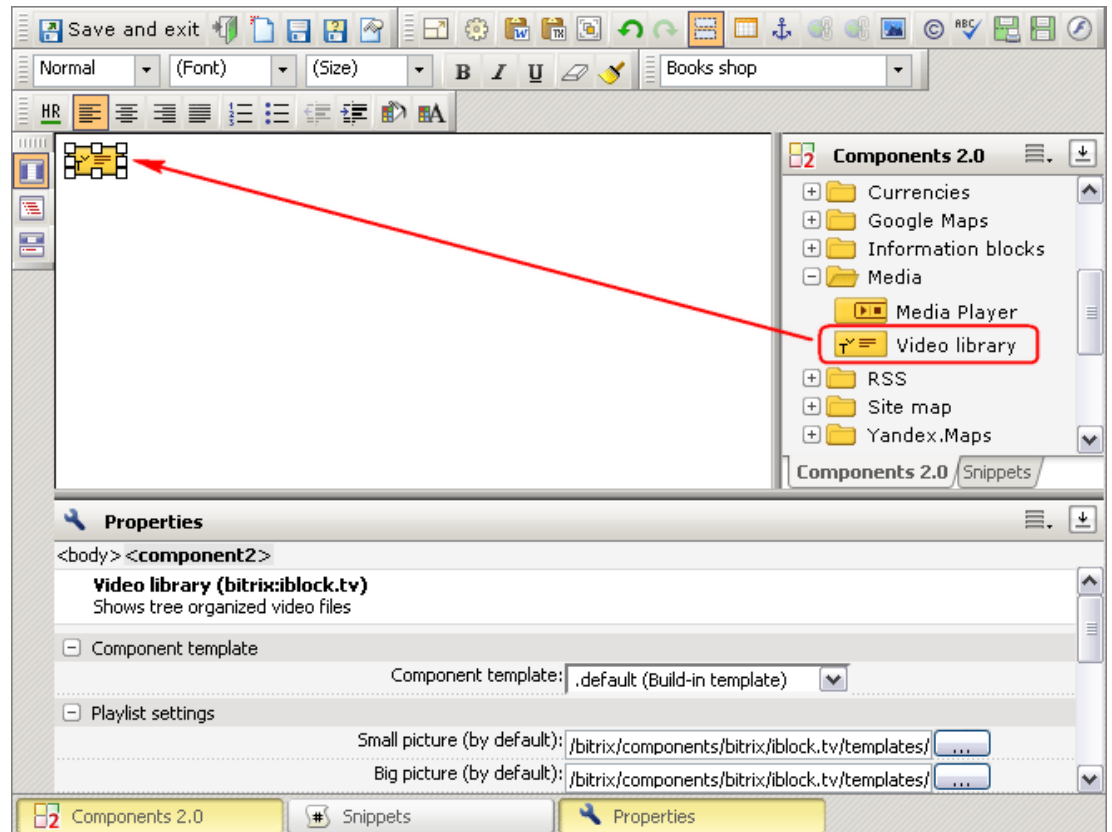 Save and exit
W TX ABC
Normal (Font) (Size) B I U Books shop
HR A
Components 2.0
Currencies
Google Maps
Information blocks
Media
Media Player
Video library
RSS
Site map
Yandex.Maps
Components 2.0 Snippets
Properties
<body><component2>
Video library (bitrix:iblock.tv)
Shows tree organized video files
Component template
Component template: .default (Build-in template)
Playlist settings
Small picture (by default): /bitrix/components/bitrix/iblock.tv/templates/ ...
Big picture (by default): /bitrix/components/bitrix/iblock.tv/templates/ ...
Components 2.0 Snippets Properties